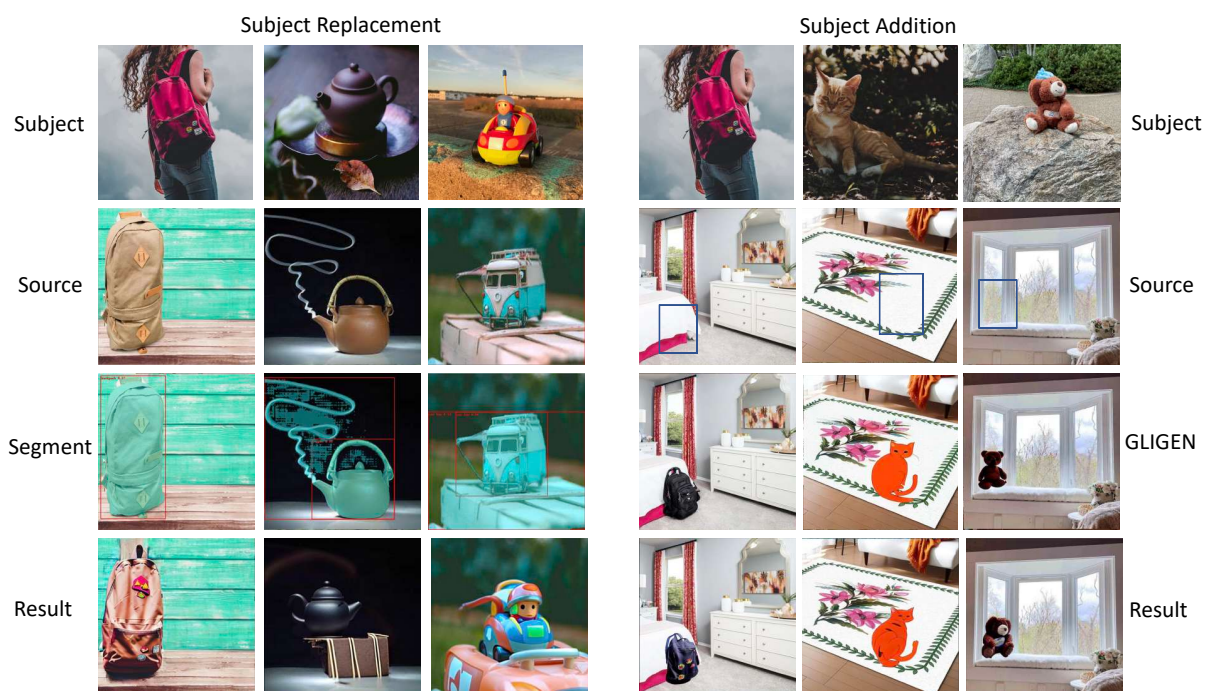 Subject Replacement
Subject Addition
Subject
Subject
Source
Source
Segment
GLIGEN
Result
Result